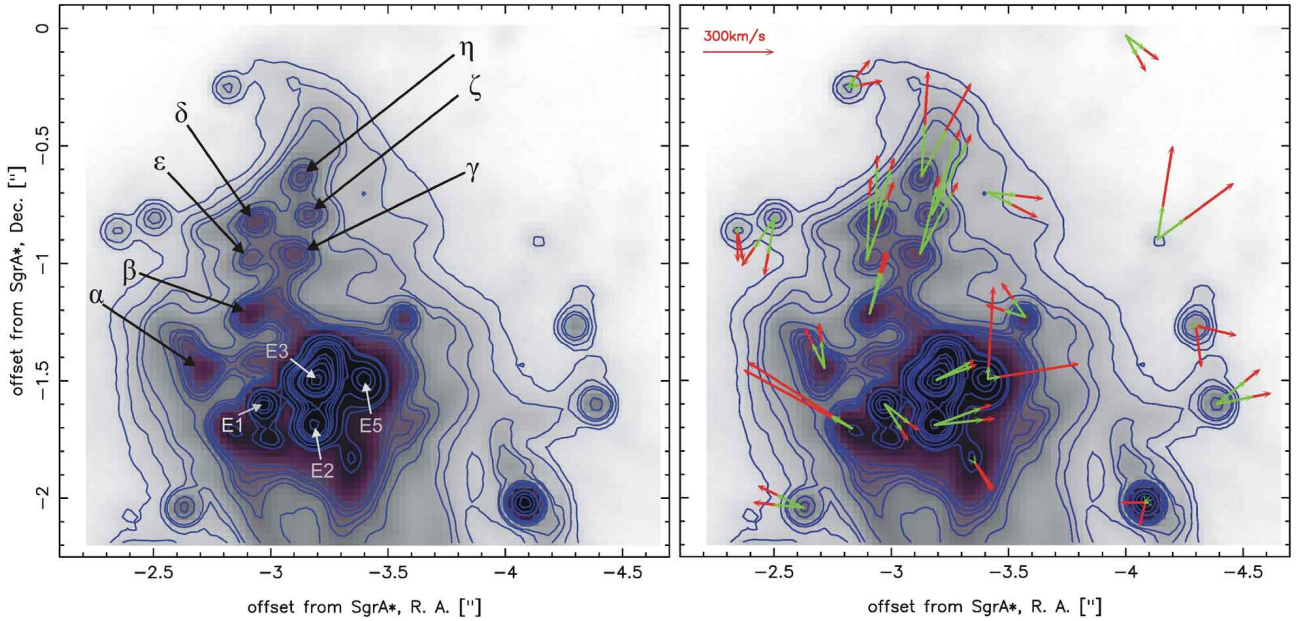 300km/s
0
−0.5
−1
−1.5
−2
offset from SgrA*, Dec. ["]
η
ζ
δ
ε
γ
β
α
E3
E1
E5
E2
−2.5 −3 −3.5 −4 −4.5
−2.5 −3 −3.5 −4 −4.5
offset from SgrA*, R. A. ["]
offset from SgrA*, R. A. ["]